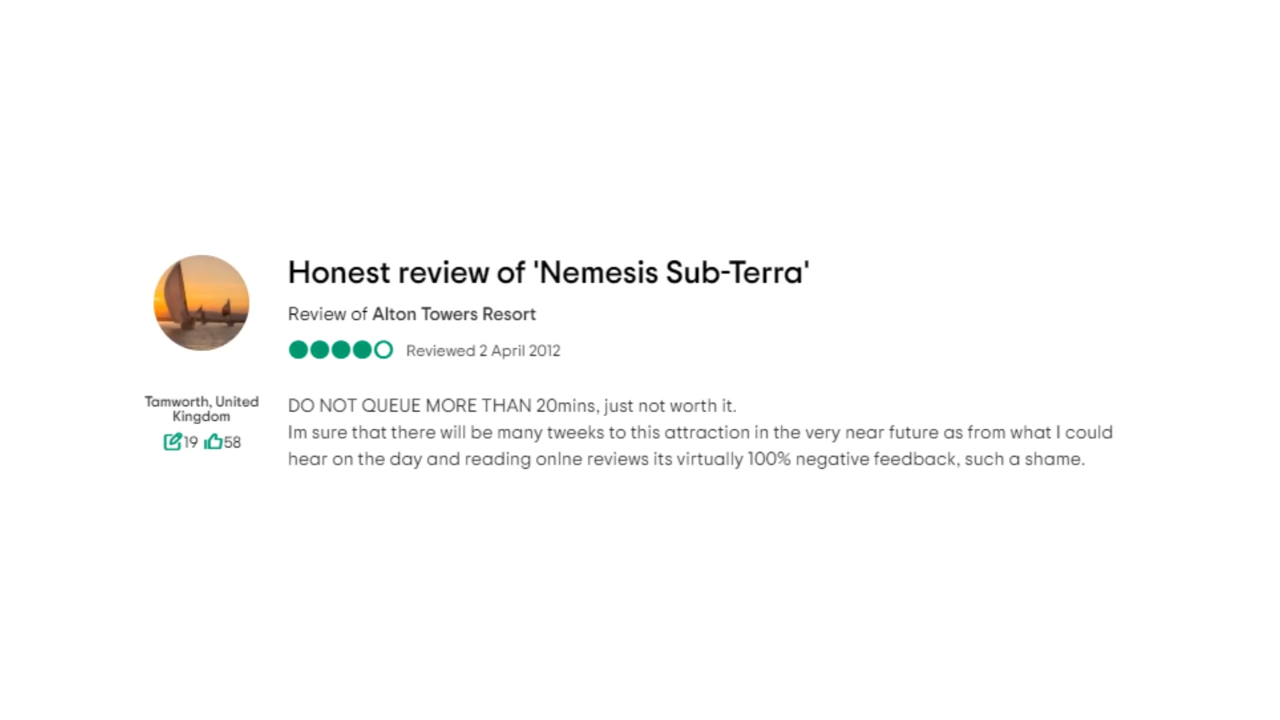 Honest review of 'Nemesis Sub-Terra'
Review of Alton Towers Resort
Reviewed 2 April 2012
Tamworth, United
Kingdom
19 58
DO NOT QUEUE MORE THAN 20mins, just not worth it.
Im sure that there will be many tweeks to this attraction in the very near future as from what I could
hear on the day and reading onlne reviews its virtually 100% negative feedback, such a shame.